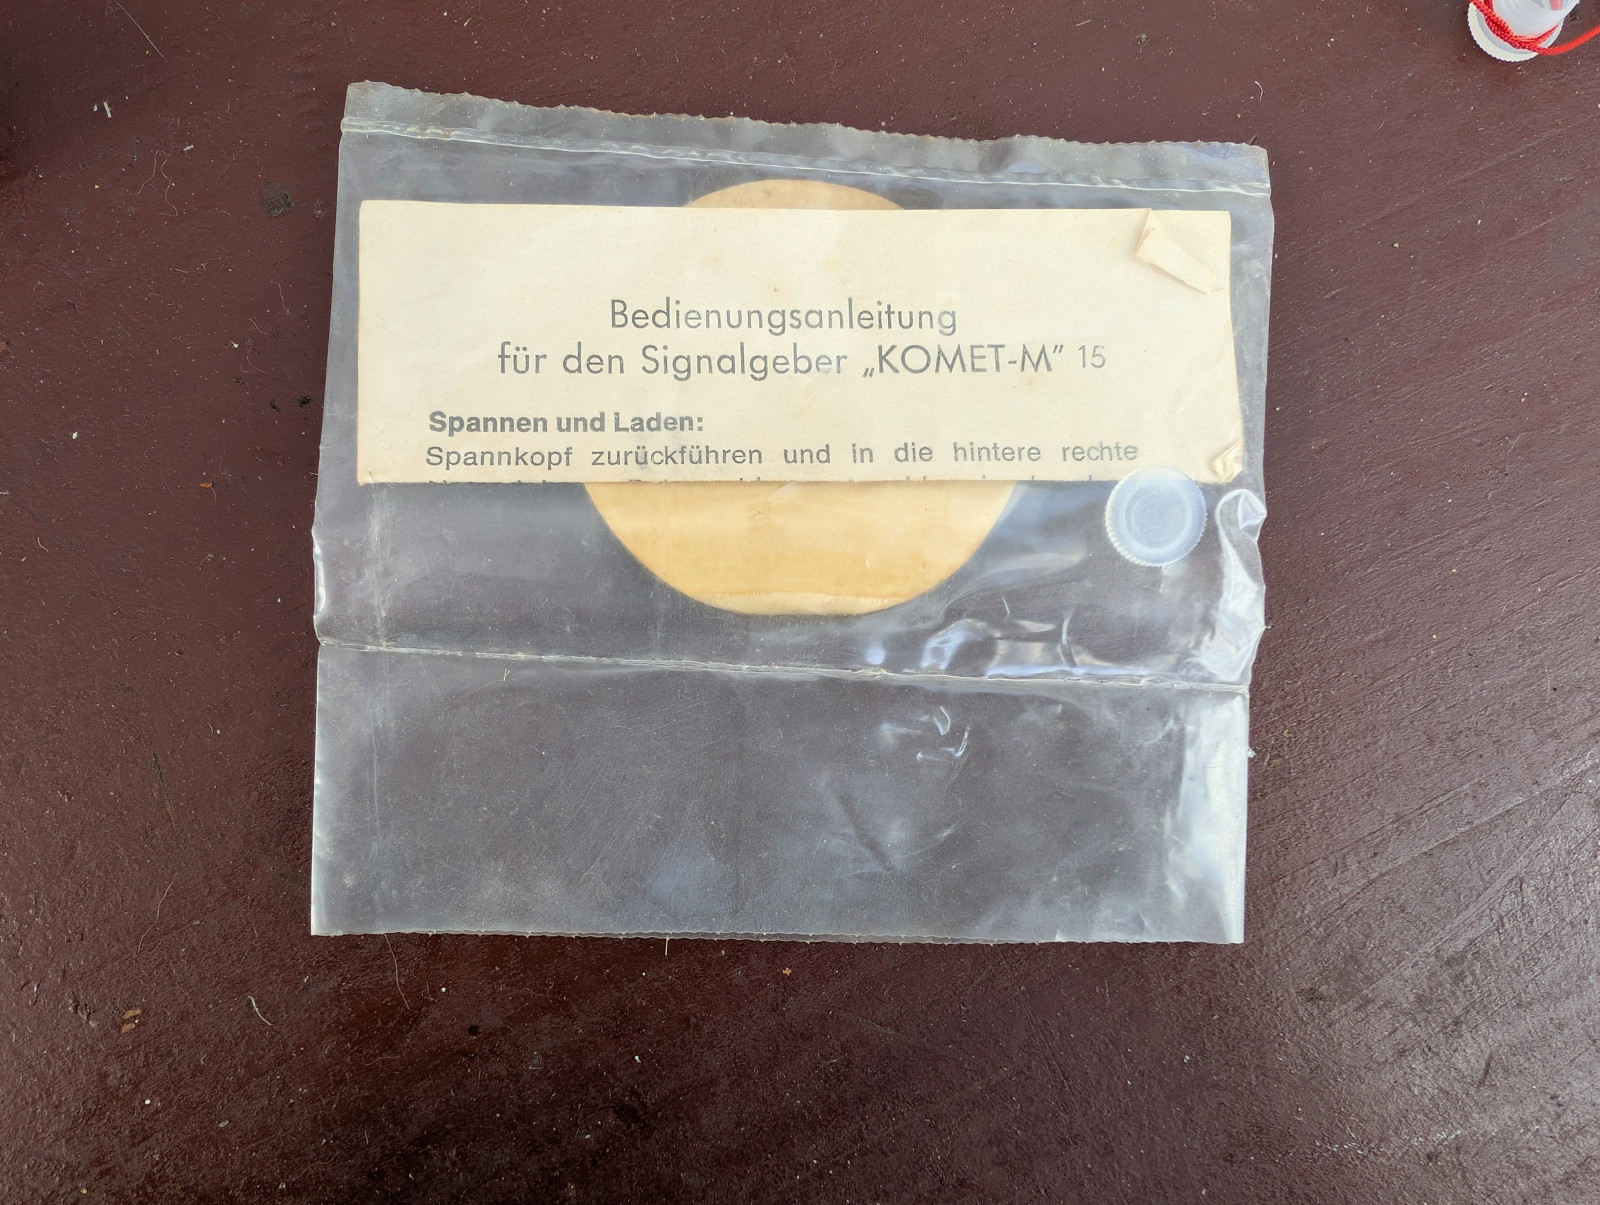 Bedienungsanleitung
für den Signalgeber „KOMET-M” 15
Spannen und Laden:
Spannkopf zurückführen und in die hintere rechte